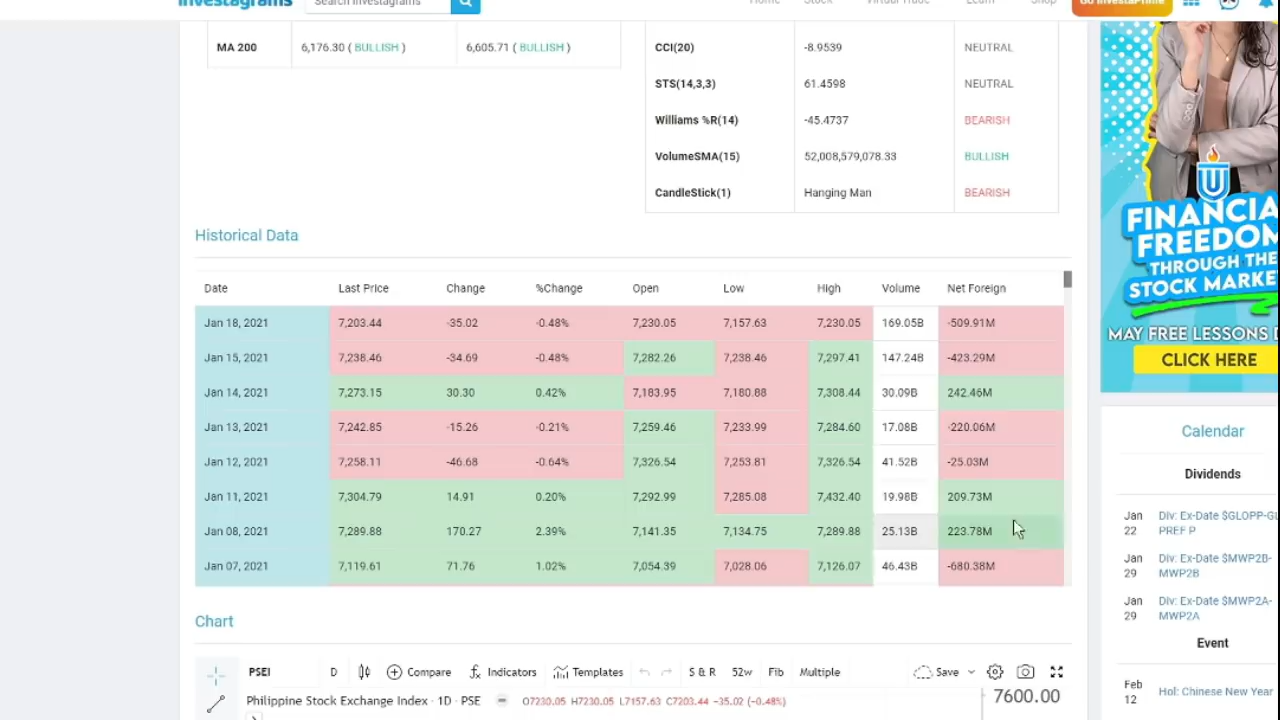 Investagrams Search Investagrams Home Stock Virtual Trade Learn Shop Go InvestaPrime
MA 200 6,176.30 ( BULLISH ) 6,605.71 ( BULLISH )
CCI(20) -8.9539 NEUTRAL
STS(14,3,3) 61.4598 NEUTRAL
Williams %R(14) -45.4737 BEARISH
VolumeSMA(15) 52,008,579,078.33 BULLISH
CandleStick(1) Hanging Man BEARISH
Historical Data
Date Last Price Change %Change Open Low High Volume Net Foreign
Jan 18, 2021 7,203.44 -35.02 -0.48% 7,230.05 7,157.63 7,230.05 169.05B -509.91M
Jan 15, 2021 7,238.46 -34.69 -0.48% 7,282.26 7,238.46 7,297.41 147.24B -423.29M
Jan 14, 2021 7,273.15 30.30 0.42% 7,183.95 7,180.88 7,308.44 30.09B 242.46M
Jan 13, 2021 7,242.85 -15.26 -0.21% 7,259.46 7,233.99 7,284.60 17.08B -220.06M
Jan 12, 2021 7,258.11 -46.68 -0.64% 7,326.54 7,253.81 7,326.54 41.52B -25.03M
Jan 11, 2021 7,304.79 14.91 0.20% 7,292.99 7,285.08 7,432.40 19.98B 209.73M
Jan 08, 2021 7,289.88 170.27 2.39% 7,141.35 7,134.75 7,289.88 25.13B 223.78M
Jan 07, 2021 7,119.61 71.76 1.02% 7,054.39 7,028.06 7,126.07 46.43B -680.38M
Chart
PSEI D Compare Indicators Templates S & R 52w Fib Multiple Save
Philippine Stock Exchange Index · 1D · PSE O7230.05 H7230.05 L7157.63 C7203.44 -35.02 (-0.48%) 7600.00
FINANCIA
FREEDOM
THROUGH THE
STOCK MARKE
MAY FREE LESSONS D
CLICK HERE
Calendar
Dividends
Jan 22 Div: Ex-Date $GLOPP-GL
PREF P
Jan 29 Div: Ex-Date $MWP2B-
MWP2B
Jan 29 Div: Ex-Date $MWP2A-
MWP2A
Event
Feb 12 Hol: Chinese New Year